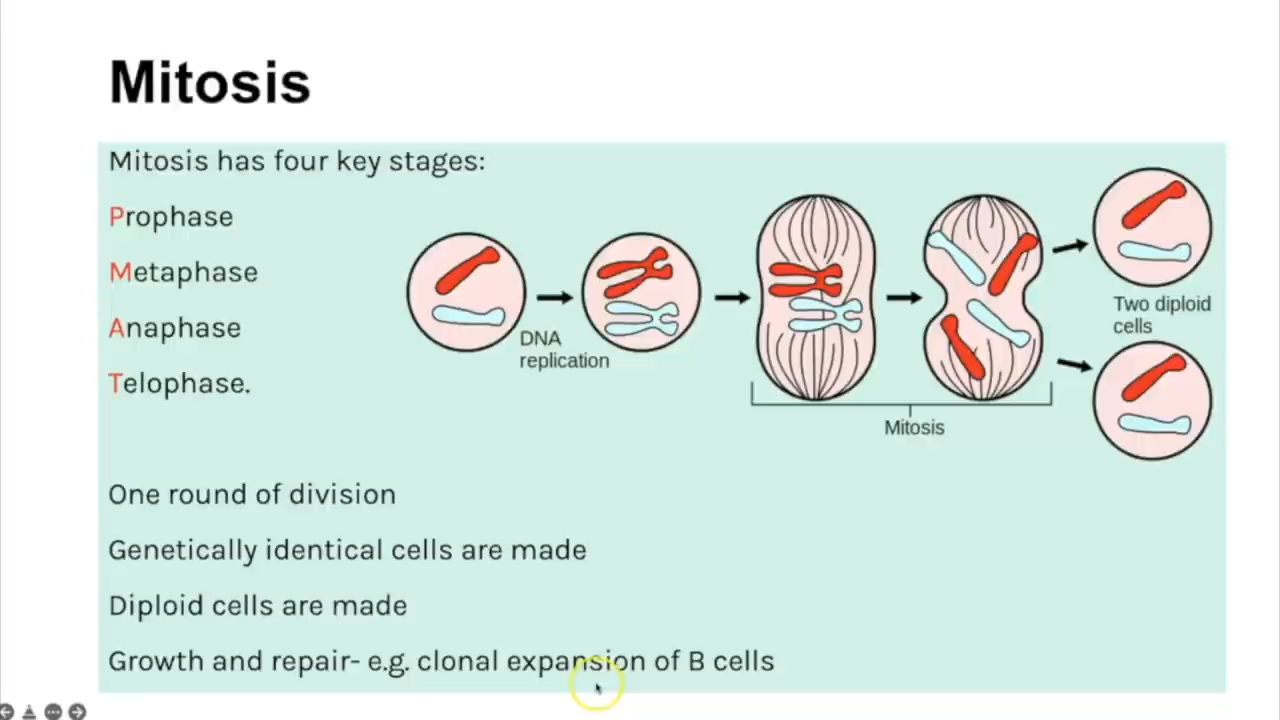 Mitosis
Mitosis has four key stages:
Prophase
Metaphase
Anaphase
Telophase.
DNA
replication
Mitosis
Two diploid
cells
One round of division
Genetically identical cells are made
Diploid cells are made
Growth and repair- e.g. clonal expansion of B cells